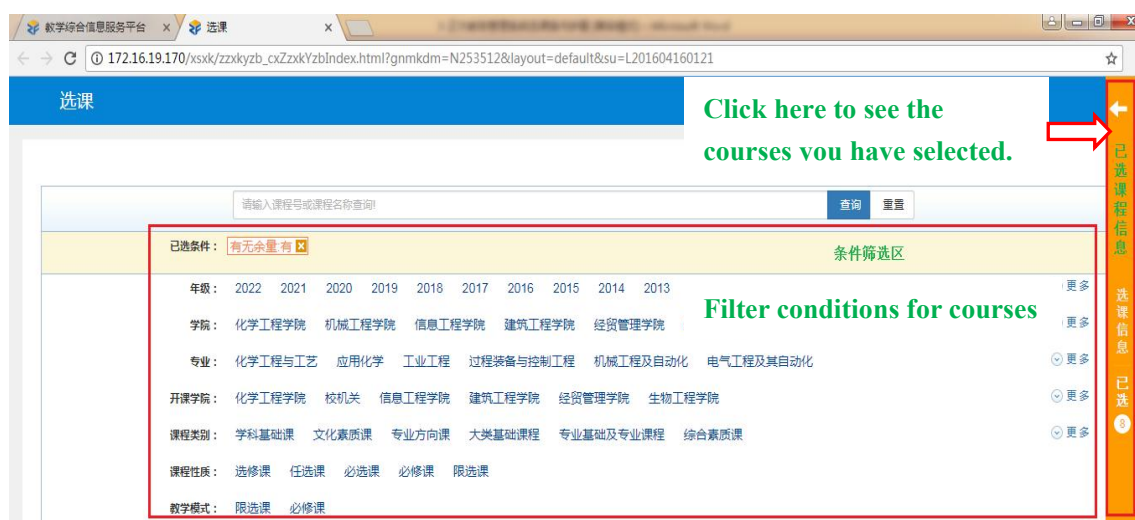 教学综合信息服务平台 × 选课 ×
172.16.19.170/xsxk/zzxkyzb_cxZzxkYzbIndex.html?gnmkdm=N253512&layout=default&su=L201604160121
选课
Click here to see the
courses you have selected.
请输入课程号或课程名称查询! 查询 重置
已选条件： 有无余量 有 x
条件筛选区
年级： 2022 2021 2020 2019 2018 2017 2016 2015 2014 2013 更多
Filter conditions for courses
学院： 化学工程学院 机械工程学院 信息工程学院 建筑工程学院 经贸管理学院 更多
专业： 化学工程与工艺 应用化学 工业工程 过程装备与控制工程 机械工程及自动化 电气工程及其自动化 更多
开课学院： 化学工程学院 校机关 信息工程学院 建筑工程学院 经贸管理学院 生物工程学院 更多
课程类别： 学科基础课 文化素质课 专业方向课 大类基础课程 专业基础及专业课程 综合素质课 更多
课程性质： 选修课 任选课 必选课 必修课 限选课
教学模式： 限选课 必修课
已选课程信息
选课信息
已选
8